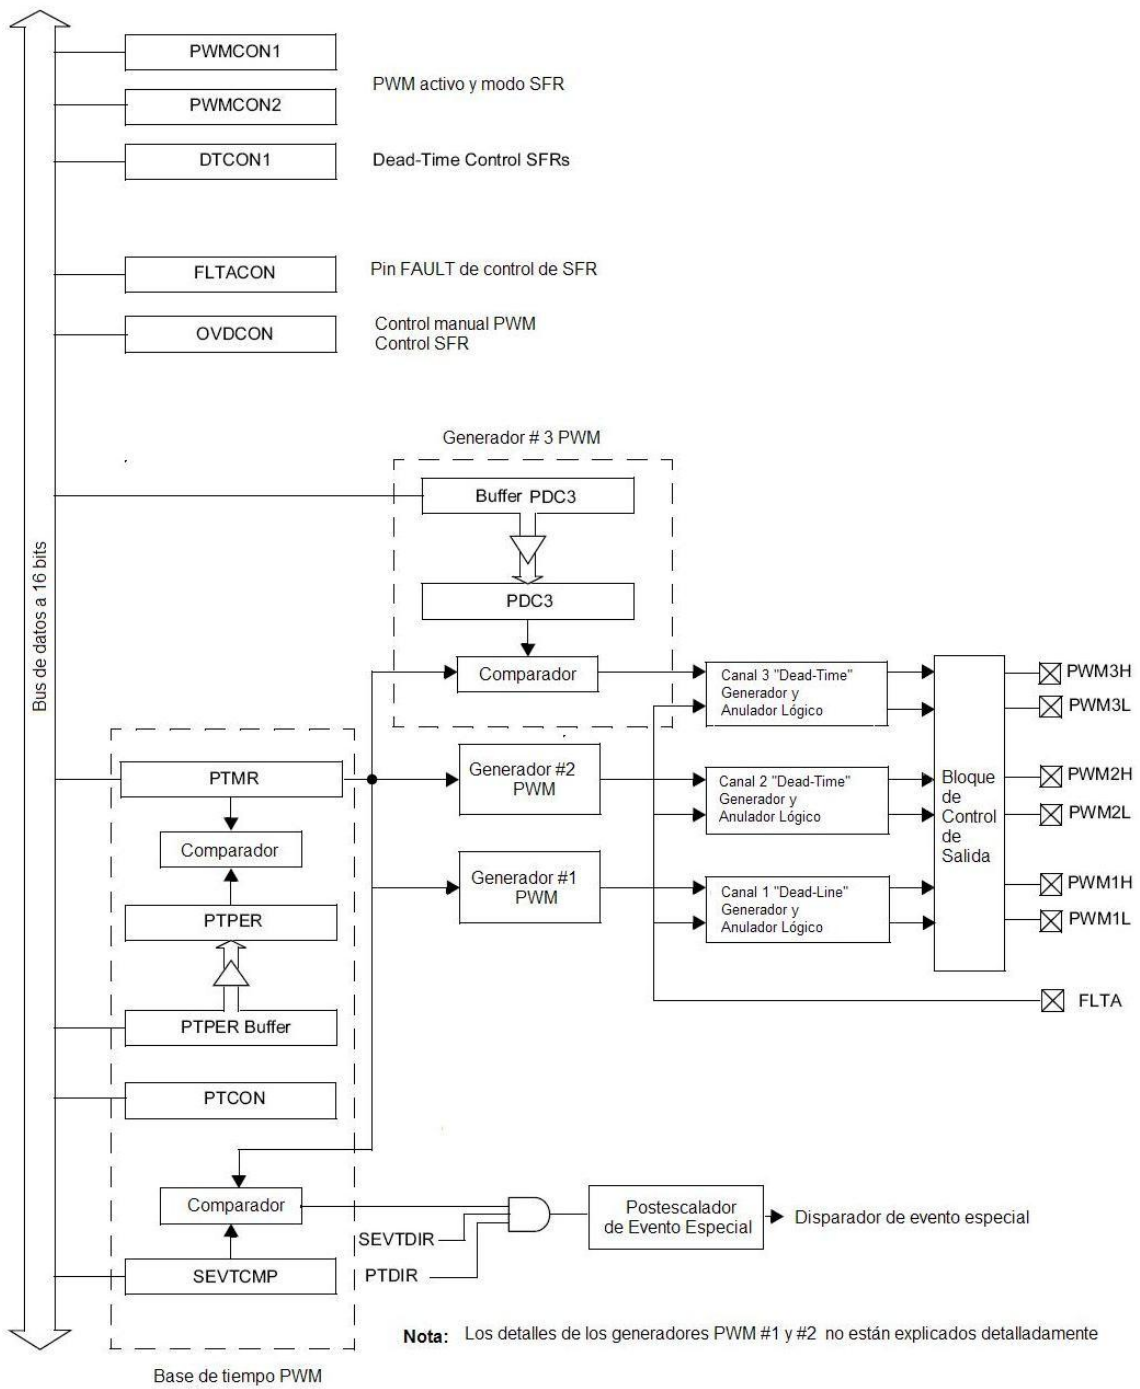 PWMCON1
PWM activo y modo SFR
PWMCON2
DTCON1
Dead-Time Control SFRs
FLTACON
Pin FAULT de control de SFR
OVDCON
Control manual PWM
Control SFR
Generador # 3 PWM
Buffer PDC3
PDC3
Comparador
Bus de datos a 16 bits
Canal 3 "Dead-Time"
Generador y
Anulador Lógico
PWM3H
PWM3L
PTMR
Generador #2
PWM
Canal 2 "Dead-Time"
Generador y
Anulador Lógico
Bloque
de
Control
de
Salida
PWM2H
PWM2L
Comparador
Generador #1
PWM
Canal 1 "Dead-Line"
Generador y
Anulador Lógico
PWM1H
PWM1L
PTPER
FLTA
PTPER Buffer
PTCON
Comparador
SEVTDIR
PTDIR
Postescalador
de Evento Especial
Disparador de evento especial
SEVTCMP
Nota: Los detalles de los generadores PWM #1 y #2 no están explicados detalladamente
Base de tiempo PWM